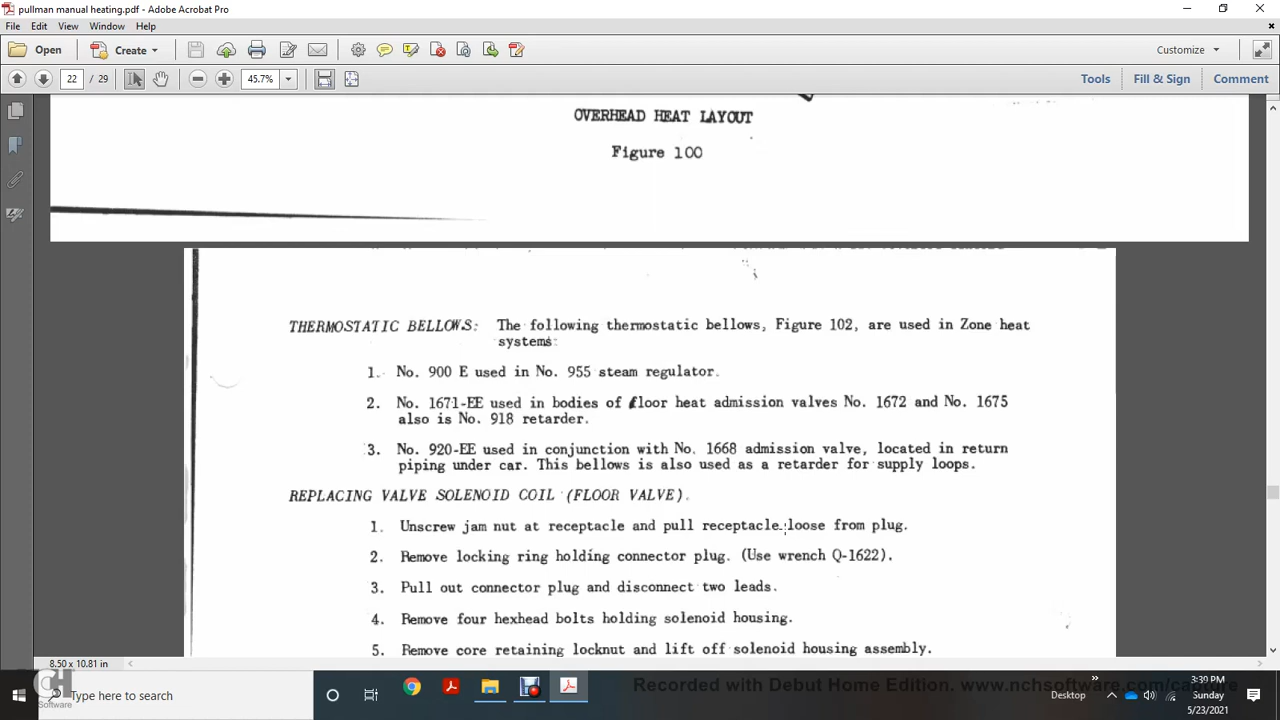 pullman manual heating.pdf - Adobe Acrobat Pro
File Edit View Window Help
Open Create Customize
22 / 29 45.7% Tools Fill & Sign Comment
OVERHEAD HEAT LAYOUT
Figure 100
THERMOSTATIC BELLOWS: The following thermostatic bellows, Figure 102, are used in Zone heat
systems:
1. No. 900 E used in No. 955 steam regulator.
2. No. 1671-EE used in bodies of floor heat admission valves No. 1672 and No. 1675
also is No. 918 retarder.
3. No. 920-EE used in conjunction with No. 1668 admission valve, located in return
piping under car. This bellows is also used as a retarder for supply loops.
REPLACING VALVE SOLENOID COIL (FLOOR VALVE).
1. Unscrew jam nut at receptacle and pull receptacle loose from plug.
2. Remove locking ring holding connector plug. (Use wrench Q-1622).
3. Pull out connector plug and disconnect two leads.
4. Remove four hexhead bolts holding solenoid housing.
5. Remove core retaining locknut and lift off solenoid housing assembly.
8.50 x 10.81 in
CH
Software
Type here to search
Recorded with Debut Home Edition. www.nchsoftware.com/capture
Desktop
3:39 PM
Sunday
5/23/2021